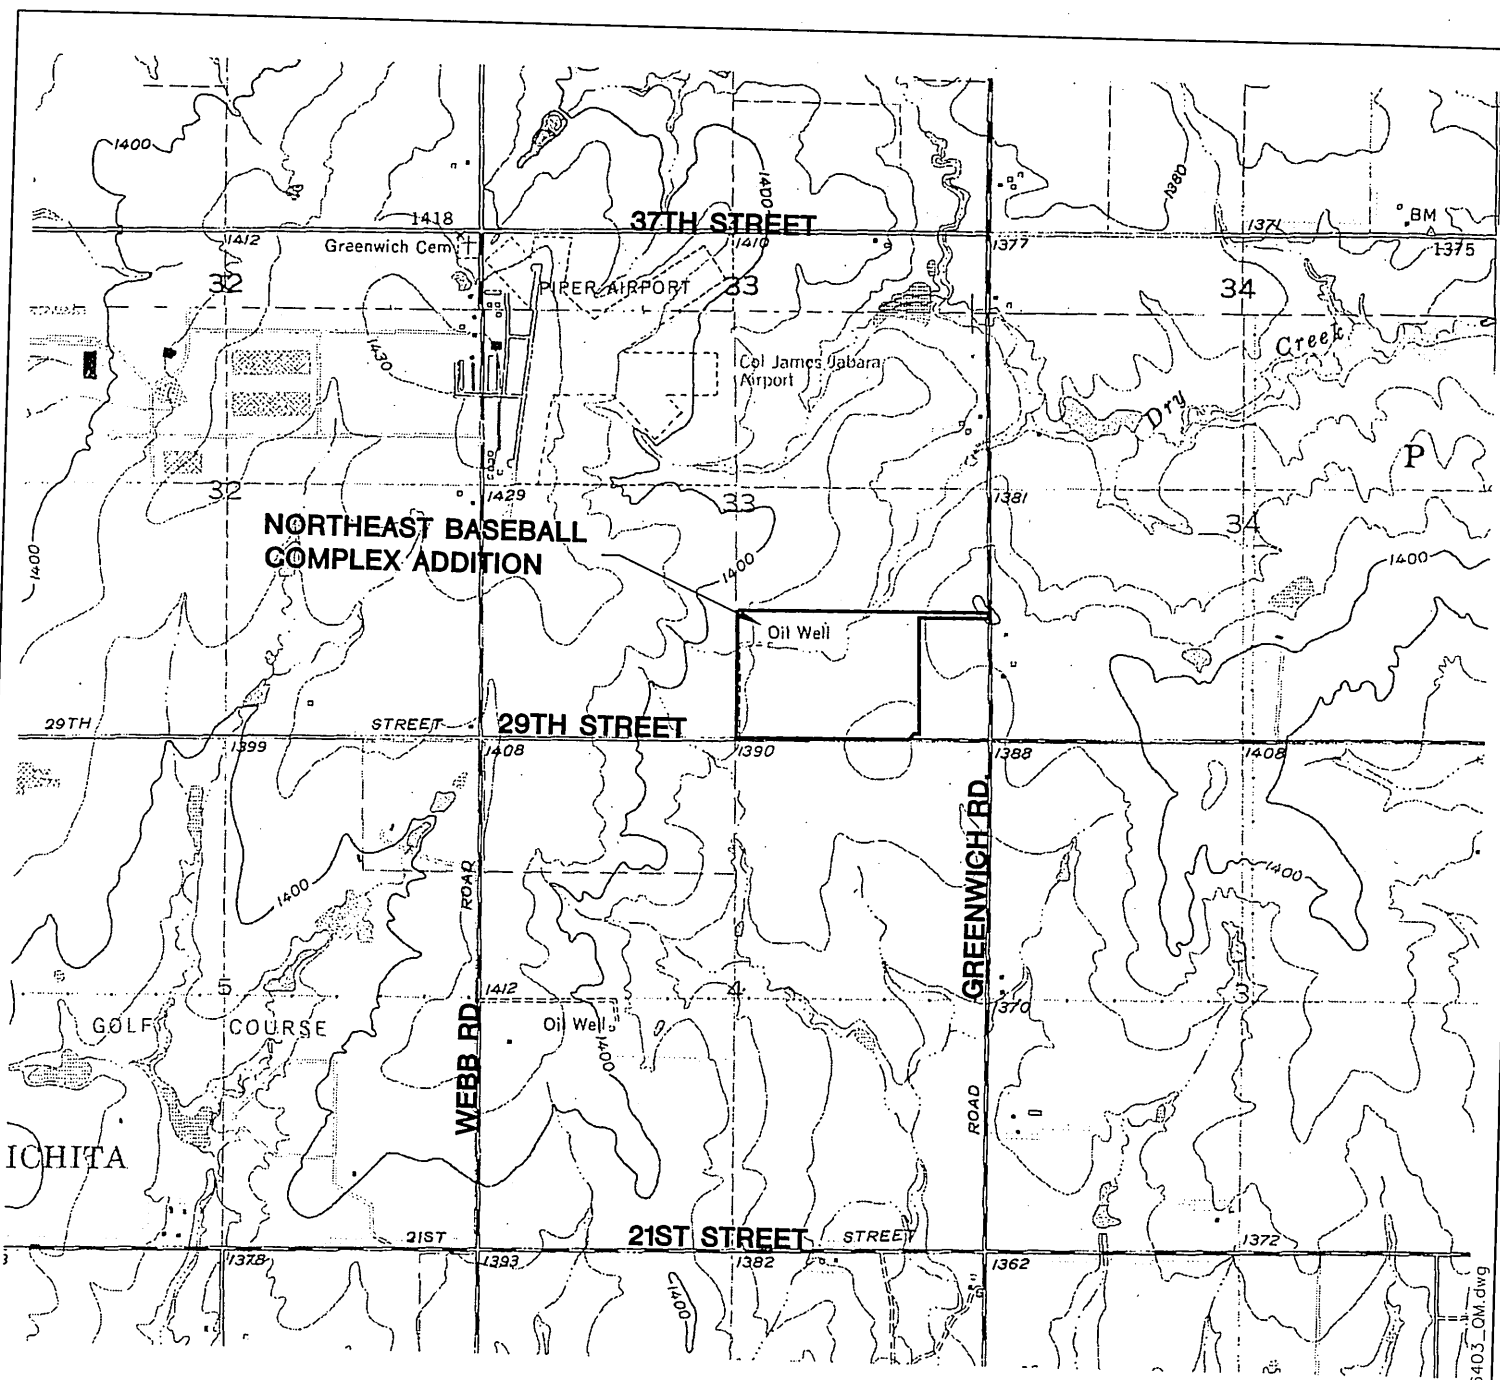 1400
1400
1380
1418
37TH STREET
1412
Greenwich Cem
1410
1377
1371
BM
1375
32
PIPER AIRPORT
33
34
1430
Col James Jabara
Airport
Dry Creek
P
32
1429
33
1381
34
NORTHEAST BASEBALL
COMPLEX ADDITION
1400
1400
1400
Oil Well
29TH
STREET
29TH STREET
1399
1408
1390
1388
1408
GREENWICH RD.
1400
ROAD
1400
5
1412
4
3
1370
GOLF COURSE
WEBB RD.
Oil Well
1400
ROAD
ICHITA
21ST
21ST STREET
STREET
1378
1393
1382
1362
1372
1400
6403_QM.dwg